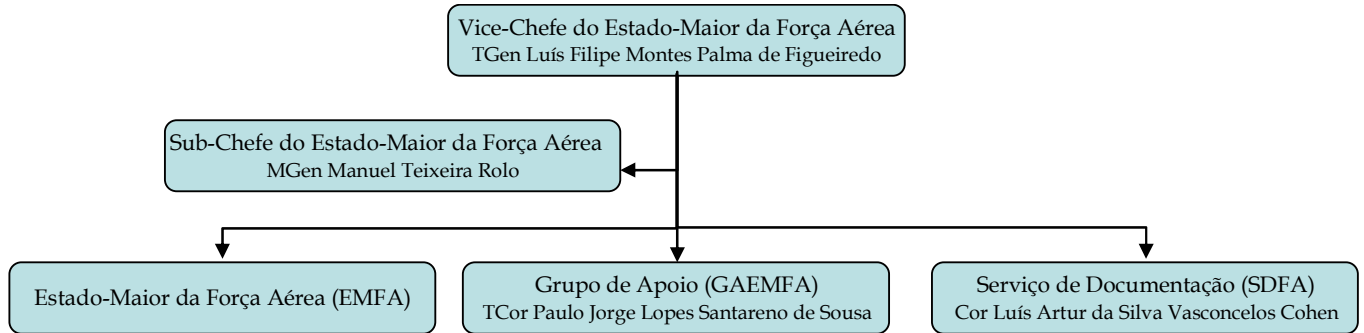 Vice-Chefe do Estado-Maior da Força Aérea
TGen Luís Filipe Montes Palma de Figueiredo
Sub-Chefe do Estado-Maior da Força Aérea
MGen Manuel Teixeira Rolo
Estado-Maior da Força Aérea (EMFA)
Grupo de Apoio (GAEMFA)
TCor Paulo Jorge Lopes Santareno de Sousa
Serviço de Documentação (SDFA)
Cor Luís Artur da Silva Vasconcelos Cohen